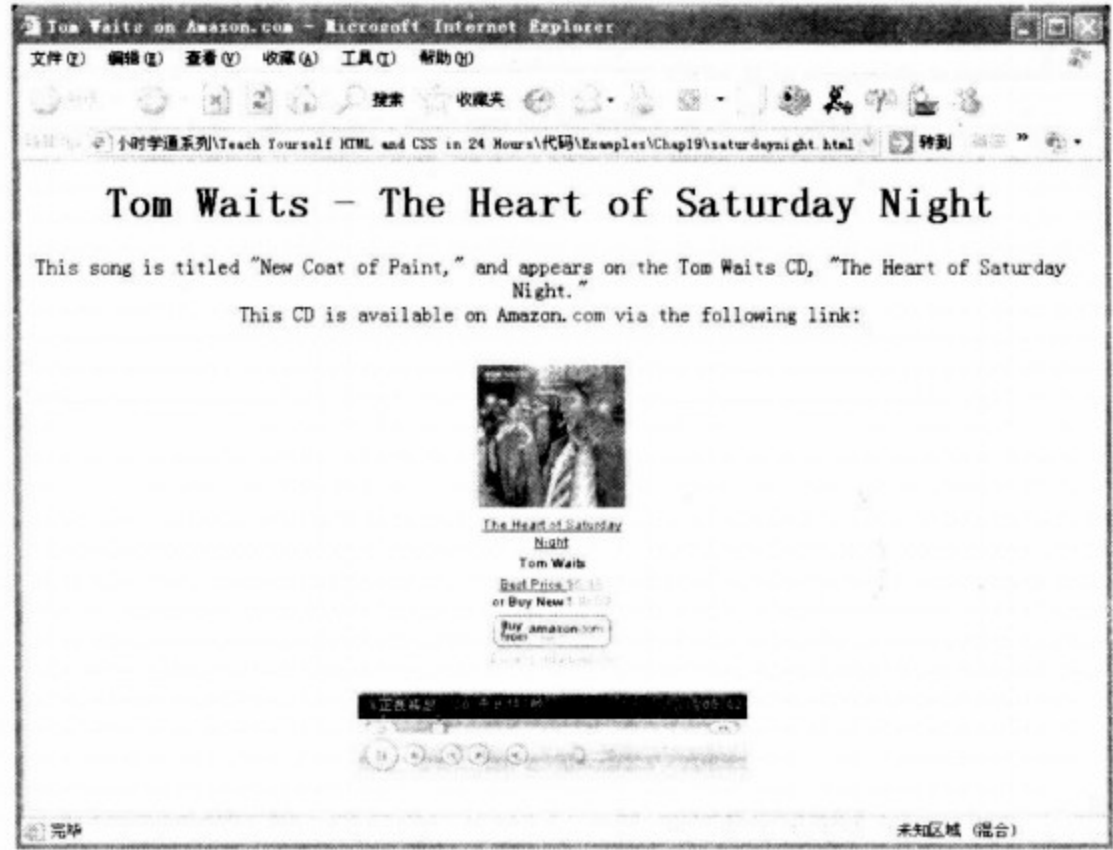 Tom Waits on Amazon.com - Microsoft Internet Explorer
文件(F) 编辑(E) 查看(V) 收藏(A) 工具(T) 帮助(H)
搜索 收藏夹
小时学通系列\Teach Yourself HTML and CSS in 24 Hours\代码\Examples\Chap19\saturdaynight.html 转到
Tom Waits - The Heart of Saturday Night
This song is titled "New Coat of Paint," and appears on the Tom Waits CD, "The Heart of Saturday
Night."
This CD is available on Amazon.com via the following link:
The Heart of Saturday
Night
Tom Waits
Best Price
or Buy New
Buy from amazon.com
完毕
未知区域 (混合)